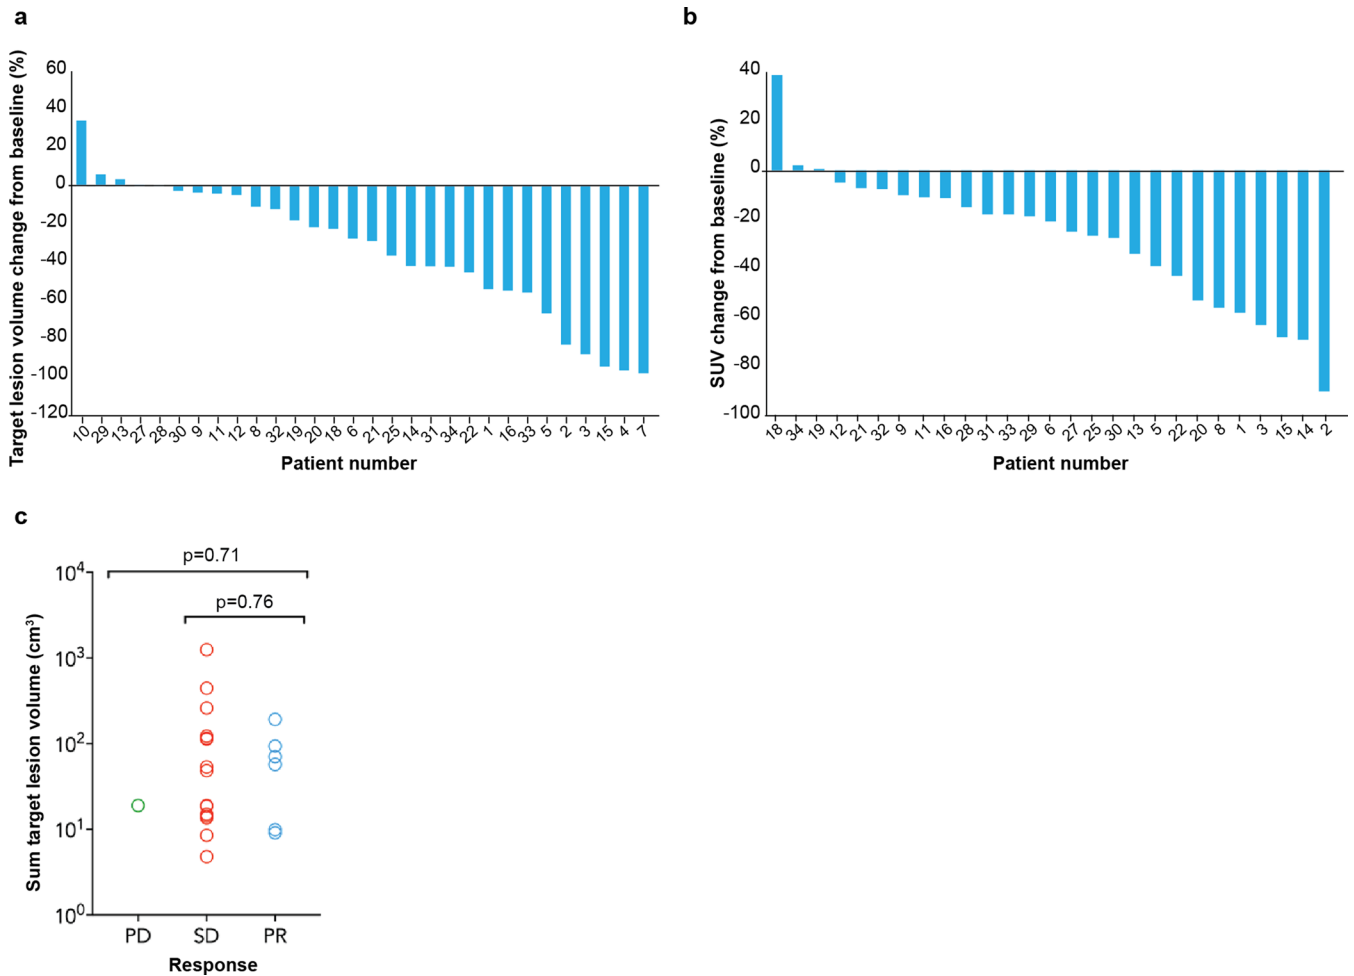 a
Target lesion volume change from baseline (%)
60
40
20
0
-20
-40
-60
-80
-100
-120
10 29 13 27 28 30 9 11 12 8 32 19 20 18 6 21 25 14 31 34 22 1 16 33 5 2 3 15 4 7
Patient number
b
SUV change from baseline (%)
40
20
0
-20
-40
-60
-80
-100
18 34 19 12 21 32 9 11 16 28 31 33 29 6 27 25 30 13 5 22 20 8 1 3 15 14 2
Patient number
c
Sum target lesion volume (cm³)
p=0.71
p=0.76
10⁴
10³
10²
10¹
10⁰
PD SD PR
Response